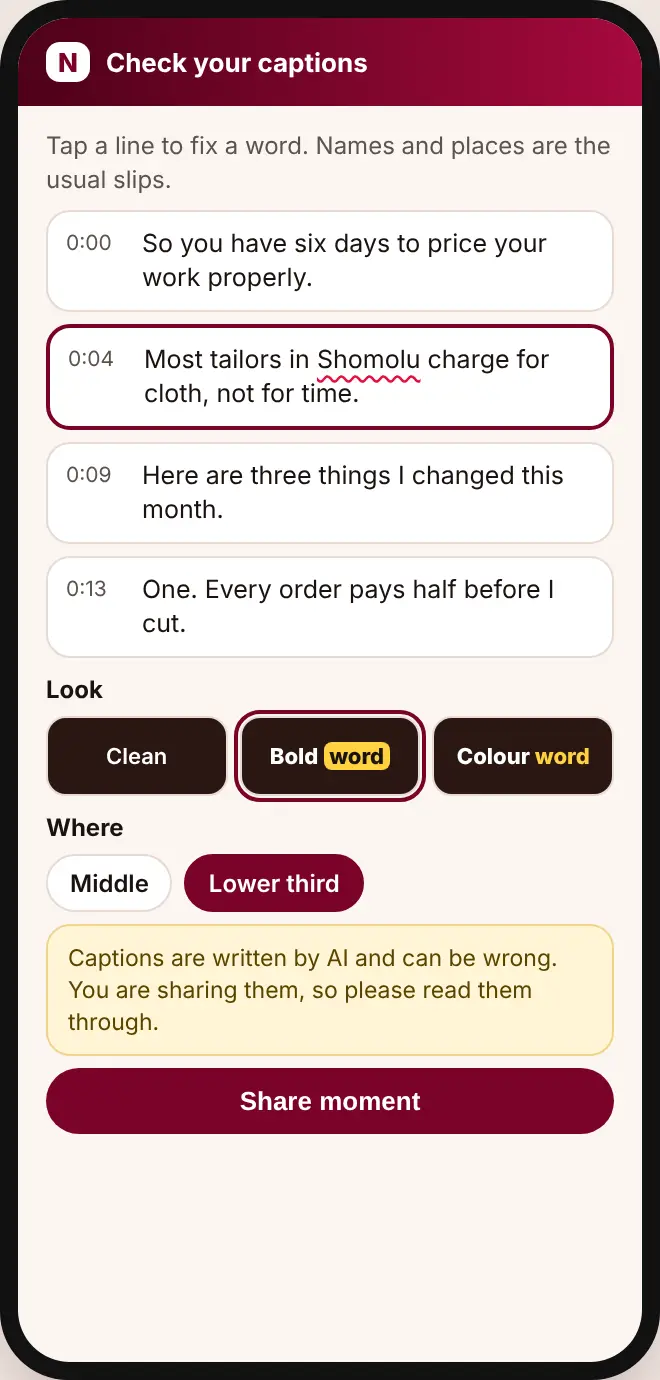 N Check your captions
Tap a line to fix a word. Names and places are the
usual slips.
0:00 So you have six days to price your
work properly.
0:04 Most tailors in Shomolu charge for
cloth, not for time.
0:09 Here are three things I changed this
month.
0:13 One. Every order pays half before I
cut.
Look
Clean Bold word Colour word
Where
Middle Lower third
Captions are written by AI and can be wrong.
You are sharing them, so please read them
through.
Share moment